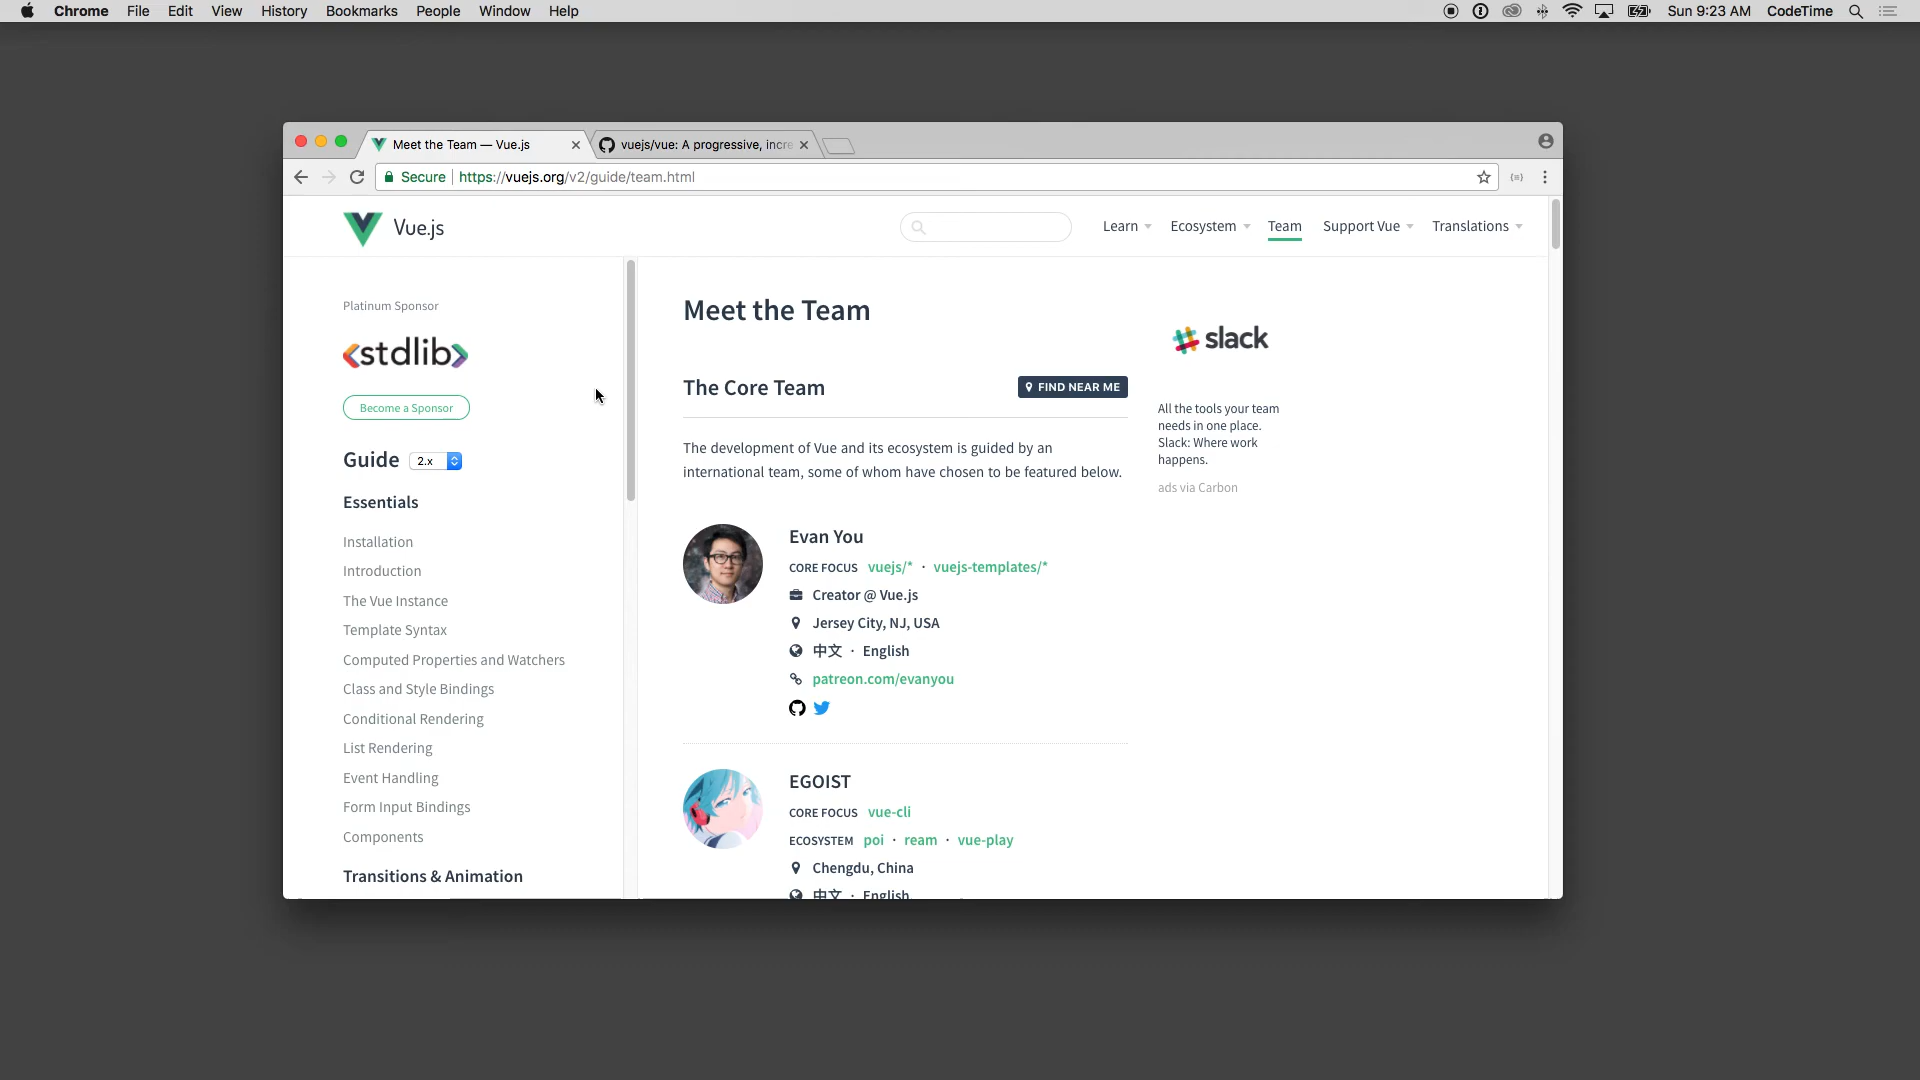 Chrome File Edit View History Bookmarks People Window Help
Sun 9:23 AM CodeTime
Meet the Team — Vue.js
vuejs/vue: A progressive, incre
Secure https://vuejs.org/v2/guide/team.html
Vue.js
Learn Ecosystem Team Support Vue Translations
Platinum Sponsor
<stdlib>
Become a Sponsor
Guide 2.x
Essentials
Installation
Introduction
The Vue Instance
Template Syntax
Computed Properties and Watchers
Class and Style Bindings
Conditional Rendering
List Rendering
Event Handling
Form Input Bindings
Components
Transitions & Animation
Meet the Team
The Core Team
FIND NEAR ME
The development of Vue and its ecosystem is guided by an
international team, some of whom have chosen to be featured below.
Evan You
CORE FOCUS vuejs/* · vuejs-templates/*
Creator @ Vue.js
Jersey City, NJ, USA
中文 · English
patreon.com/evanyou
EGOIST
CORE FOCUS vue-cli
ECOSYSTEM poi · ream · vue-play
Chengdu, China
中文 · English
slack
All the tools your team
needs in one place.
Slack: Where work
happens.
ads via Carbon